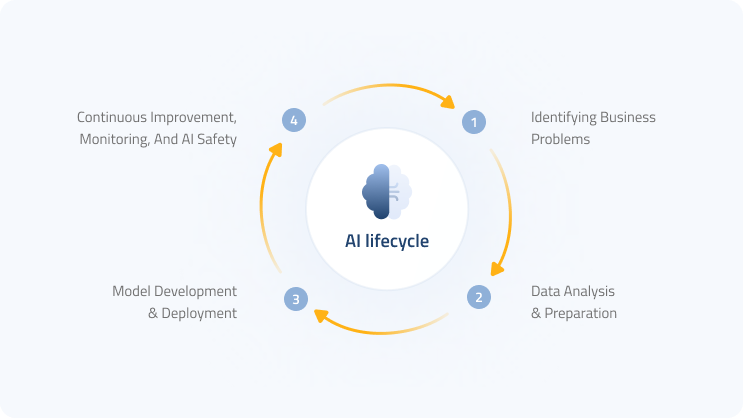 AI lifecycle
1
Identifying Business
Problems
2
Data Analysis
& Preparation
3
Model Development
& Deployment
4
Continuous Improvement,
Monitoring, And AI Safety